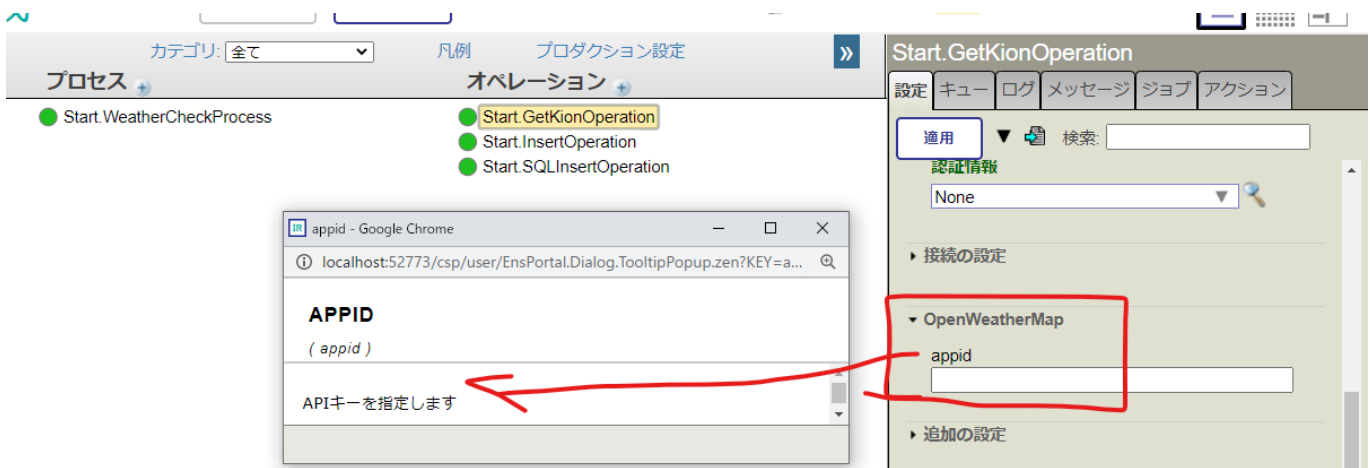 カテゴリ: 全て
凡例
プロダクション設定
»
プロセス
オペレーション
Start.WeatherCheckProcess
Start.GetKionOperation
Start.InsertOperation
Start.SQLInsertOperation
appid - Google Chrome
localhost:52773/csp/user/EnsPortal.Dialog.TooltipPopup.zen?KEY=a...
APPID
( appid )
APIキーを指定します
Start.GetKionOperation
設定 キュー ログ メッセージ ジョブ アクション
適用
検索:
認証情報
None
接続の設定
OpenWeatherMap
appid
追加の設定